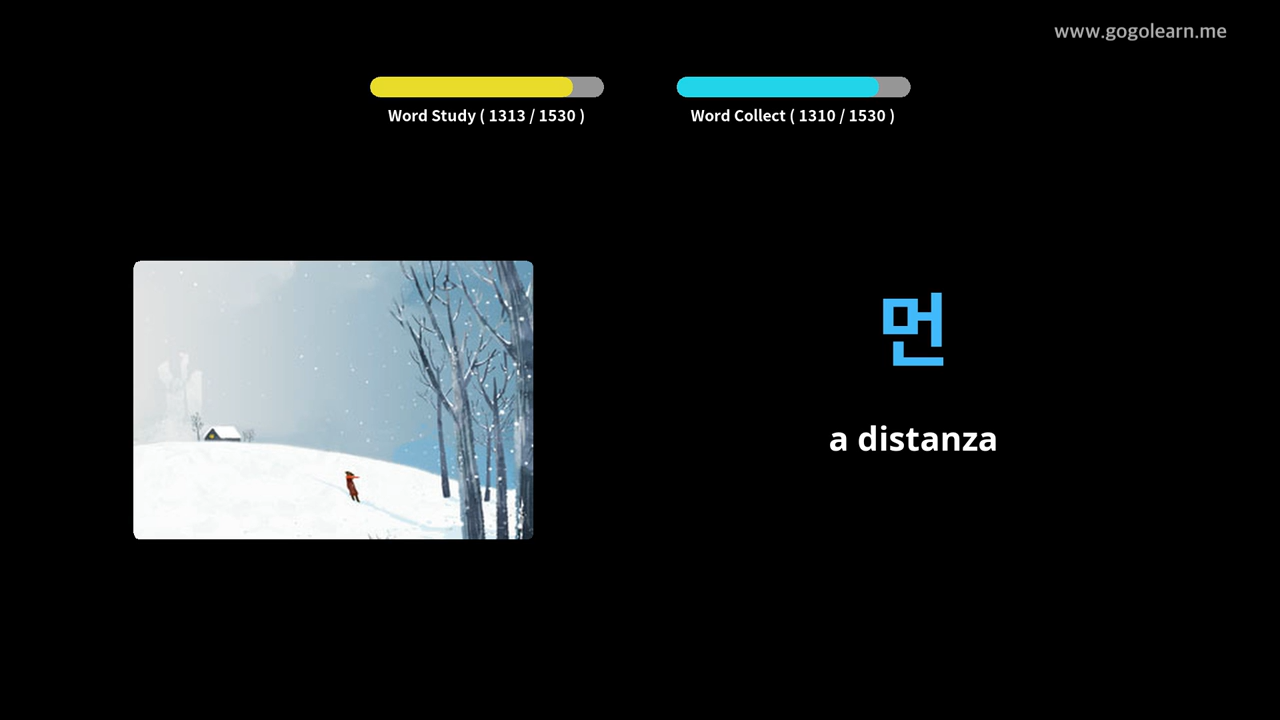 www.gogolearn.me
Word Study ( 1313 / 1530 )
Word Collect ( 1310 / 1530 )
먼
a distanza